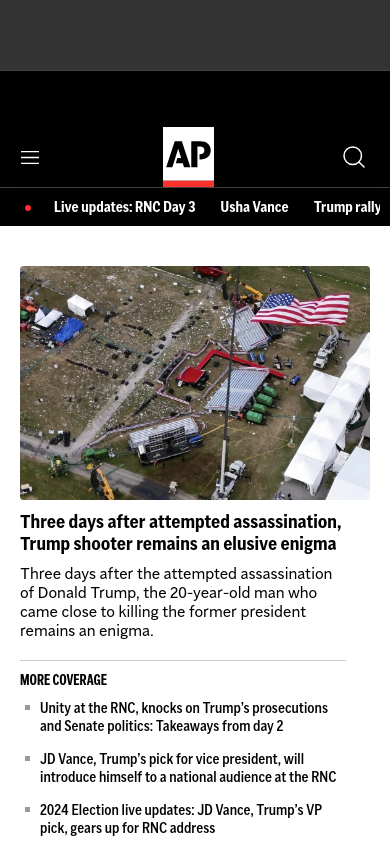 AP
Live updates: RNC Day 3 Usha Vance Trump rally
Three days after attempted assassination,
Trump shooter remains an elusive enigma
Three days after the attempted assassination
of Donald Trump, the 20-year-old man who
came close to killing the former president
remains an enigma.
MORE COVERAGE
Unity at the RNC, knocks on Trump’s prosecutions
and Senate politics: Takeaways from day 2
JD Vance, Trump’s pick for vice president, will
introduce himself to a national audience at the RNC
2024 Election live updates: JD Vance, Trump’s VP
pick, gears up for RNC address